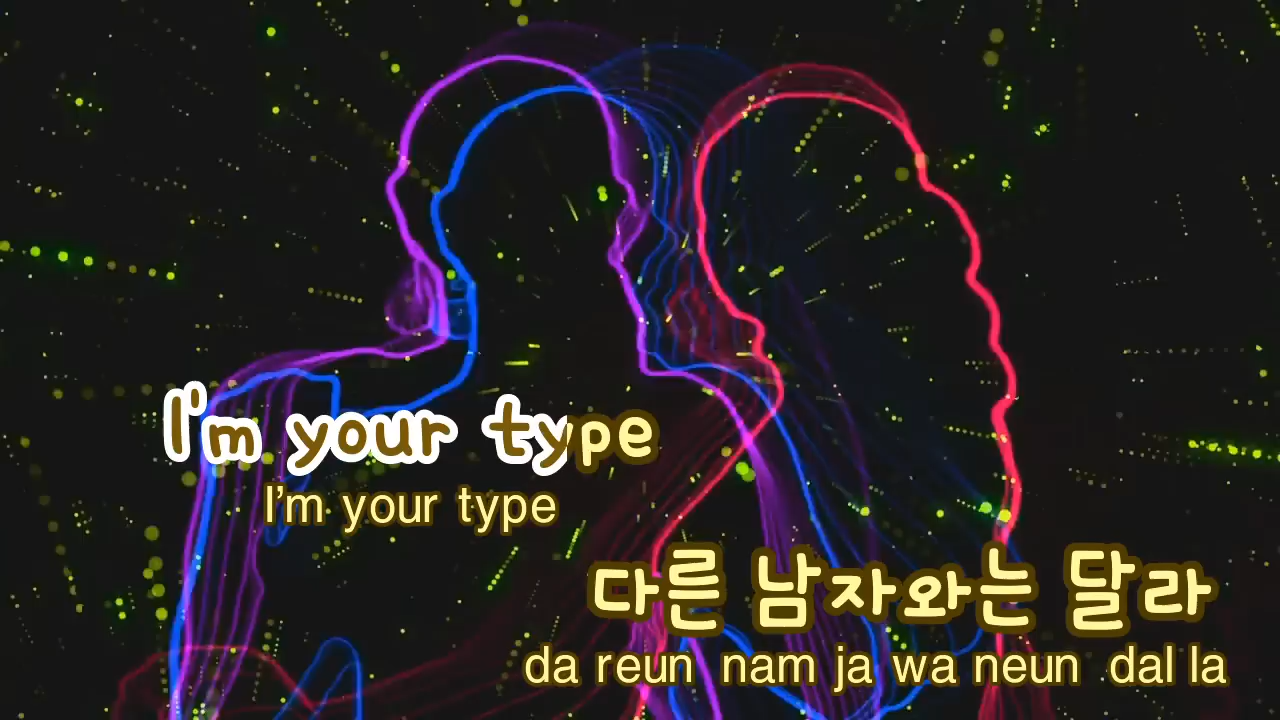 I'm your type
I'm your type
다른 남자와는 달라
da reun nam ja wa neun dal la